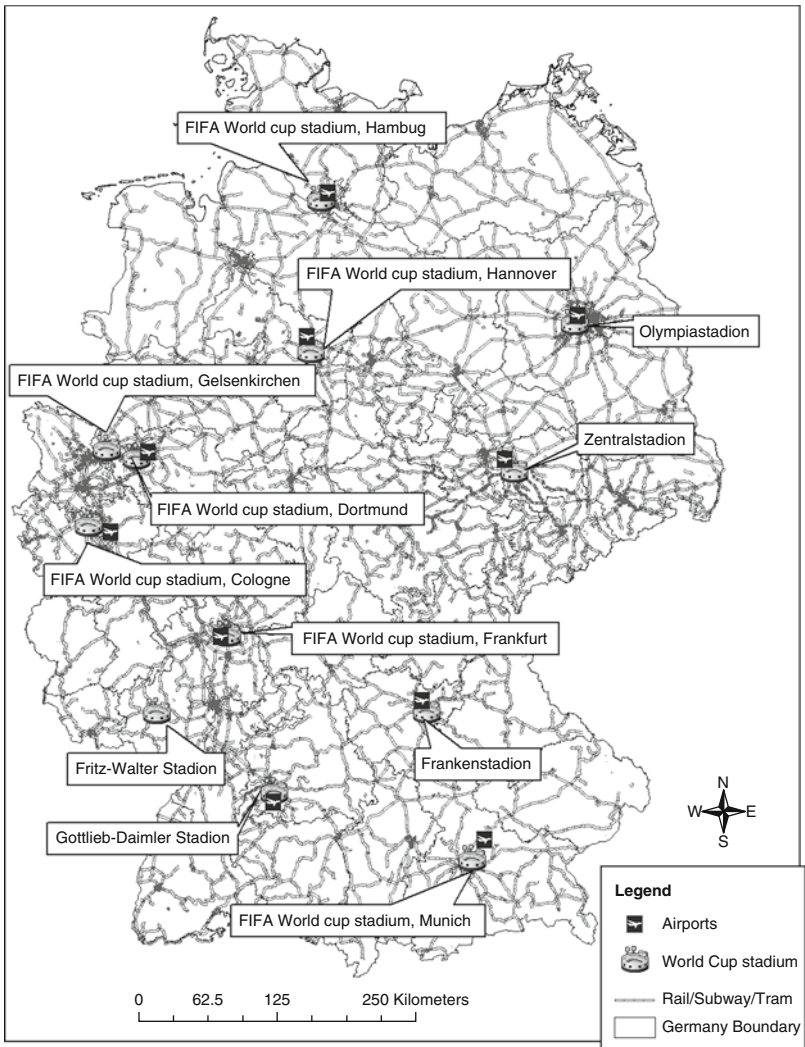 FIFA World cup stadium, Hambug
FIFA World cup stadium, Hannover
Olympiastadion
FIFA World cup stadium, Gelsenkirchen
Zentralstadion
FIFA World cup stadium, Dortmund
FIFA World cup stadium, Cologne
FIFA World cup stadium, Frankfurt
Fritz-Walter Stadion
Frankenstadion
Gottlieb-Daimler Stadion
FIFA World cup stadium, Munich
N
W E
S
Legend
Airports
World Cup stadium
Rail/Subway/Tram
Germany Boundary
0 62.5 125 250 Kilometers